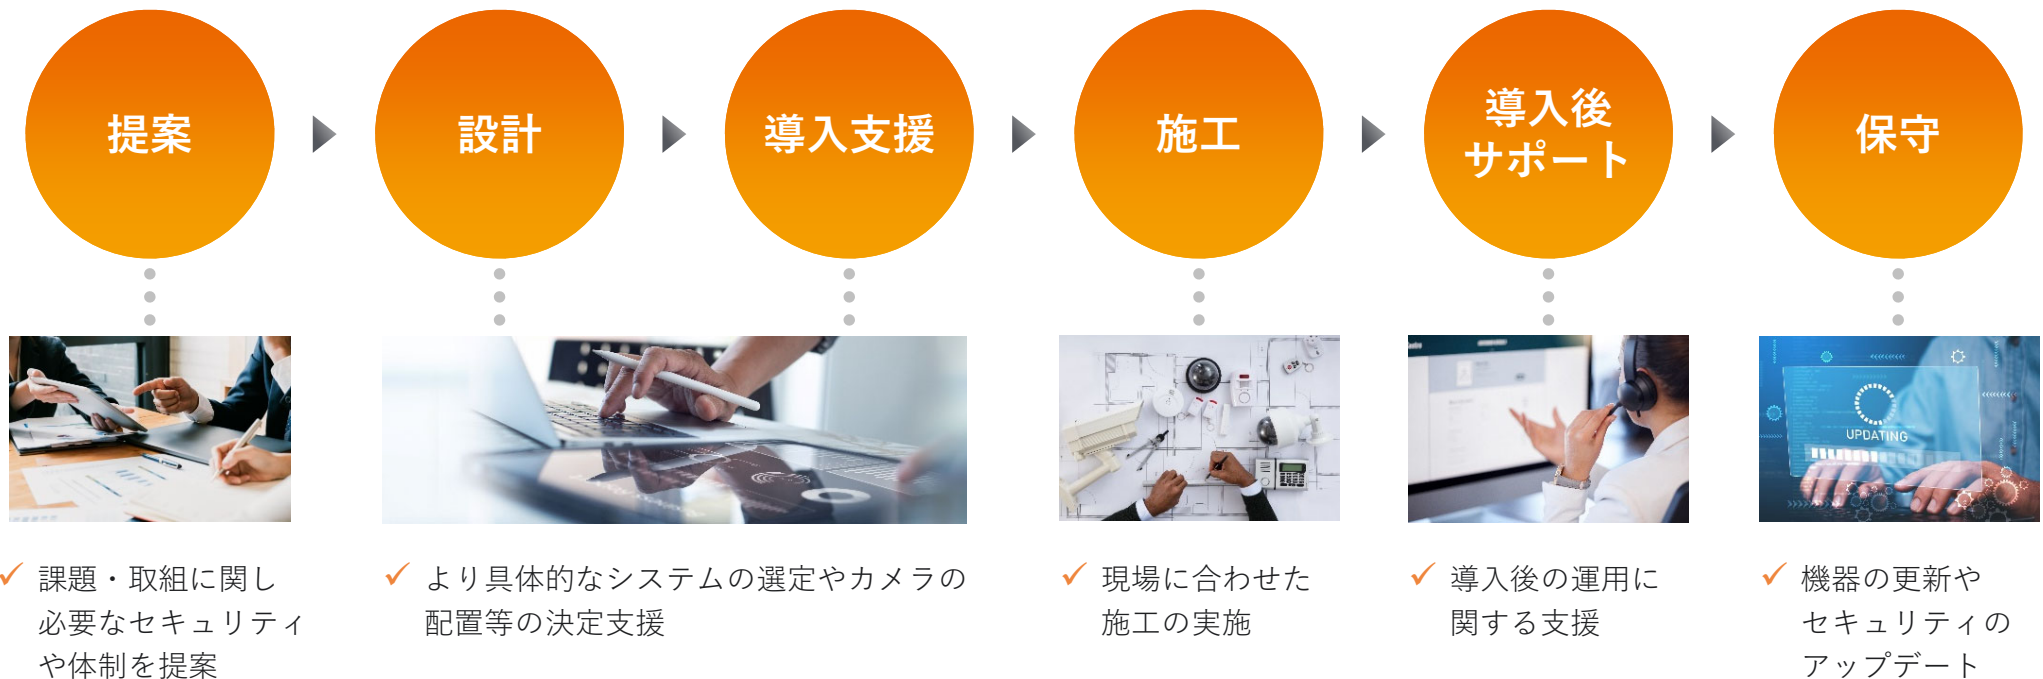 提案
設計
導入支援
施工
導入後
サポート
保守
UPDATING
課題・取組に関し
必要なセキュリティ
や体制を提案
より具体的なシステムの選定やカメラの
配置等の決定支援
現場に合わせた
施工の実施
導入後の運用に
関する支援
機器の更新や
セキュリティの
アップデート